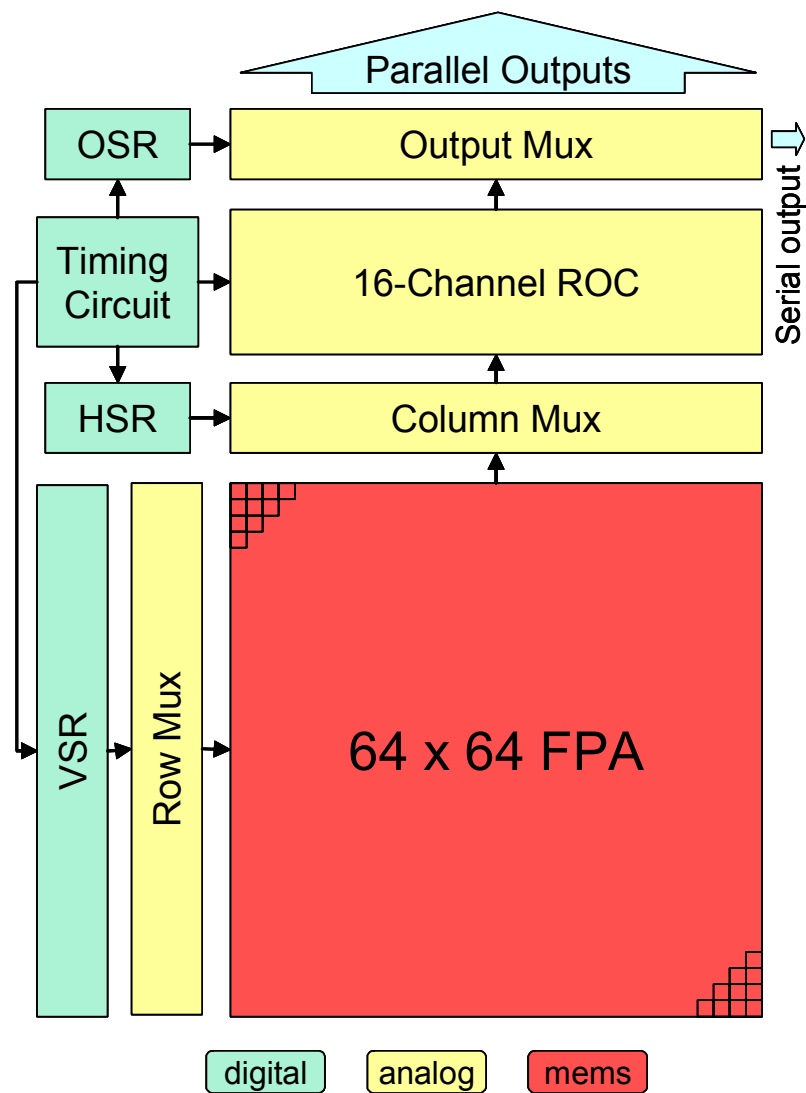 Parallel Outputs
OSR
Output Mux
Serial output
Timing
Circuit
16-Channel ROC
HSR
Column Mux
VSR
Row Mux
64 x 64 FPA
digital
analog
mems